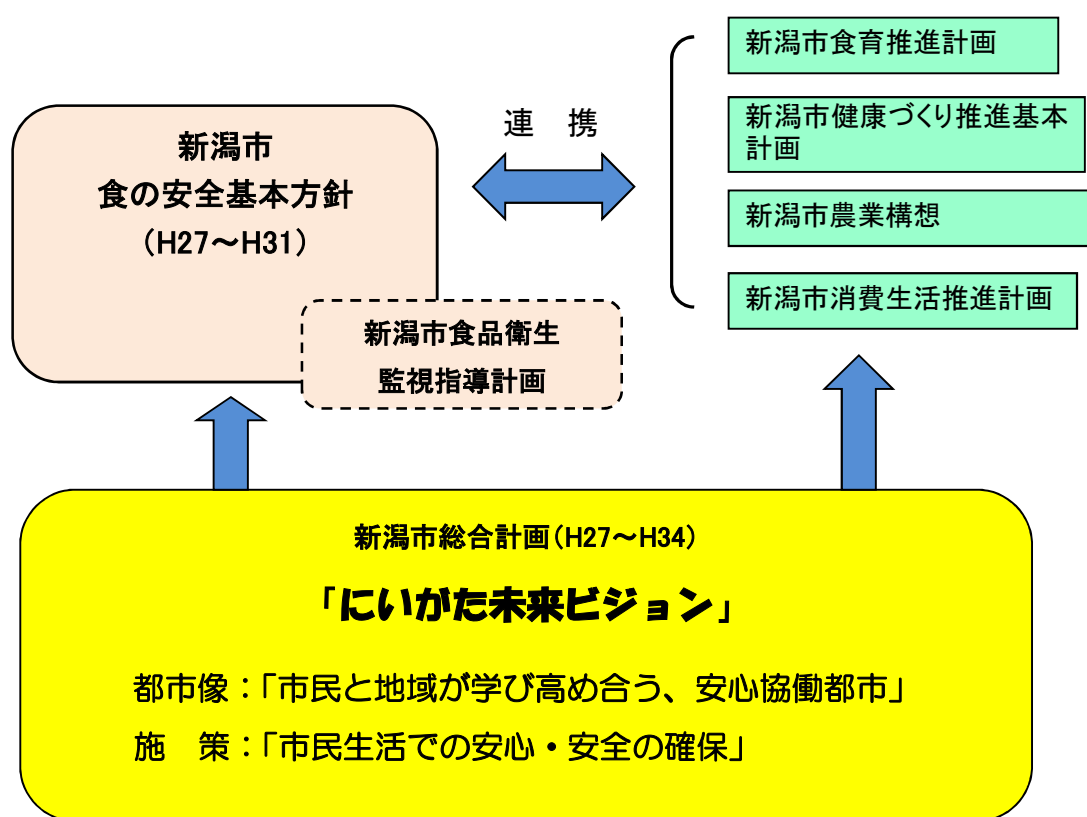 新潟市
食の安全基本方針
（H27～H31）
新潟市食品衛生
監視指導計画
連　携
新潟市食育推進計画
新潟市健康づくり推進基本
計画
新潟市農業構想
新潟市消費生活推進計画
新潟市総合計画（H27～H34）
「にいがた未来ビジョン」
都市像：「市民と地域が学び高め合う、安心協働都市」
施　策：「市民生活での安心・安全の確保」